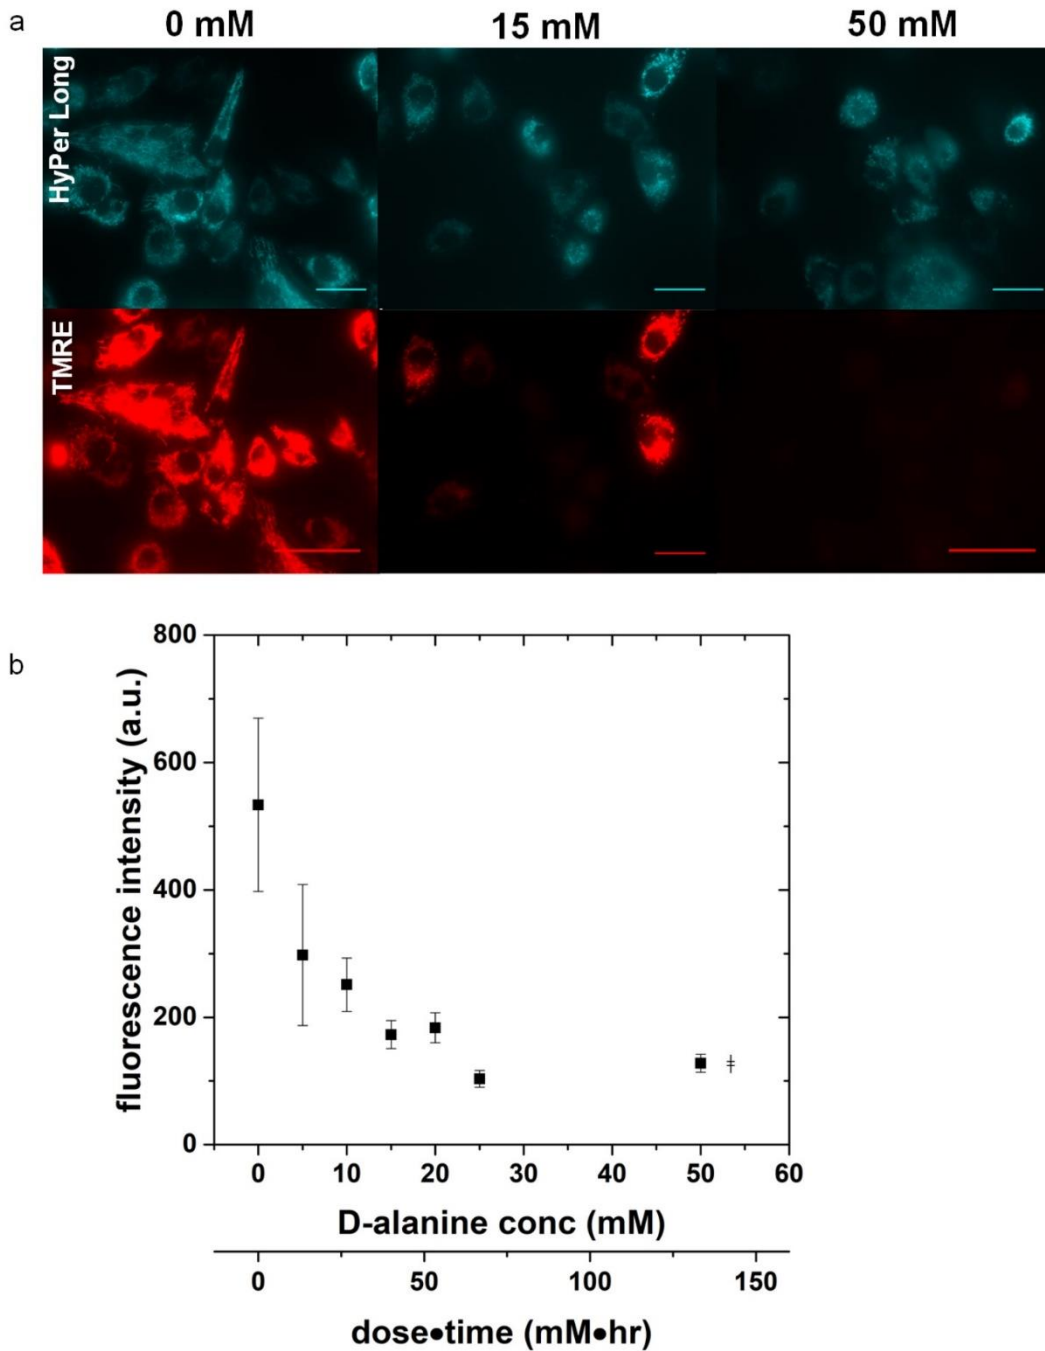 a
0 mM 15 mM 50 mM
HyPer Long
TMRE
b
800
600
400
200
0
fluorescence intensity (a.u.)
‡
0 10 20 30 40 50 60
D-alanine conc (mM)
0 50 100 150
dose•time (mM•hr)